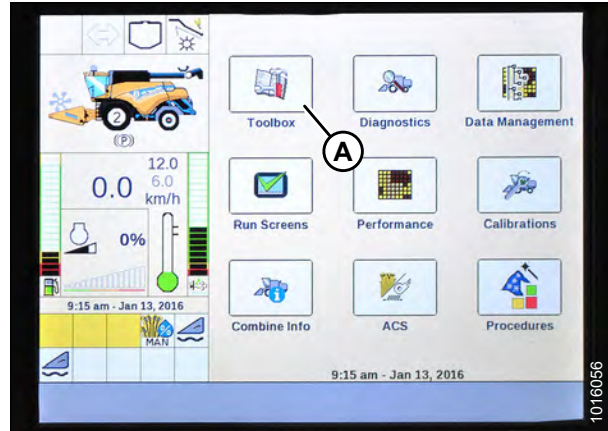 2
(P)
12.0
0.0 6.0
km/h
0%
9:15 am - Jan 13, 2016
MAN
Toolbox
Diagnostics
Data Management
A
Run Screens
Performance
Calibrations
Combine Info
ACS
Procedures
9:15 am - Jan 13, 2016
1016056